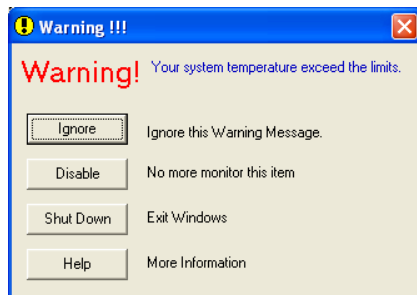 Warning !!!
Warning! Your system temperature exceed the limits.
Ignore Ignore this Warning Message.
Disable No more monitor this item
Shut Down Exit Windows
Help More Information